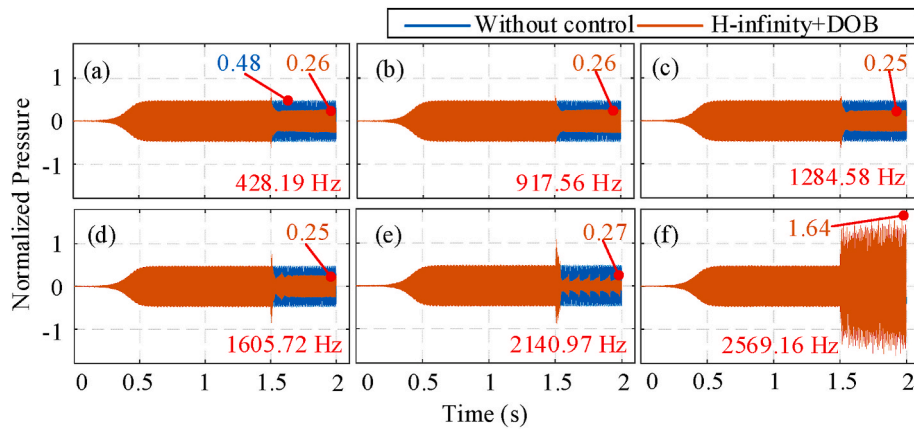 Without control H-infinity+DOB
(a) 0.48 0.26 (b) 0.26 (c) 0.25
1
0
-1
428.19 Hz 917.56 Hz 1284.58 Hz
(d) 0.25 (e) 0.27 (f) 1.64
1
0
-1
1605.72 Hz 2140.97 Hz 2569.16 Hz
0 0.5 1 1.5 2 0 0.5 1 1.5 2 0 0.5 1 1.5 2
Time (s)
Normalized Pressure